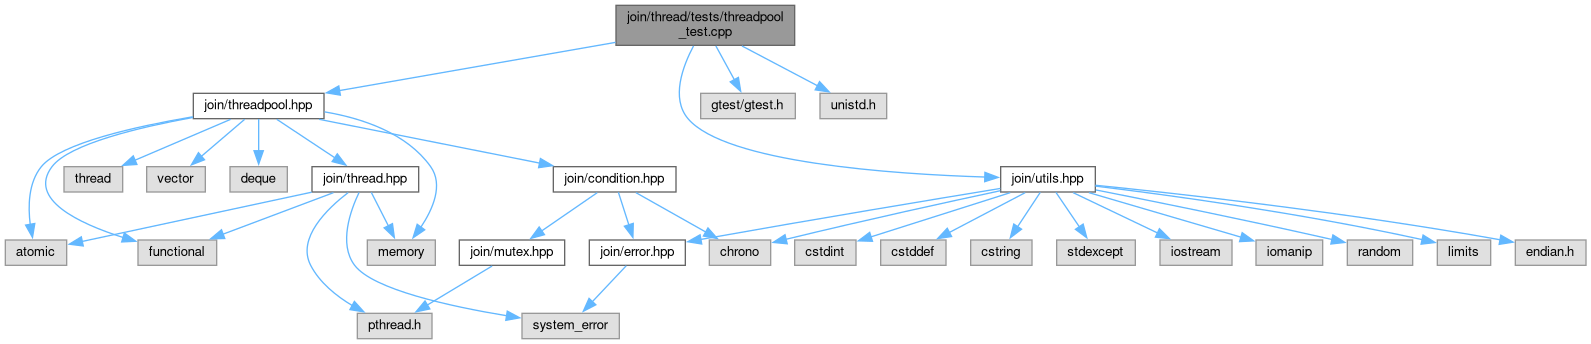 join/thread/tests/threadpool
_test.cpp
join/threadpool.hpp
gtest/gtest.h
unistd.h
thread
vector
deque
join/thread.hpp
join/condition.hpp
join/utils.hpp
atomic
functional
memory
join/mutex.hpp
join/error.hpp
chrono
cstdint
cstddef
cstring
stdexcept
iostream
iomanip
random
limits
endian.h
pthread.h
system_error